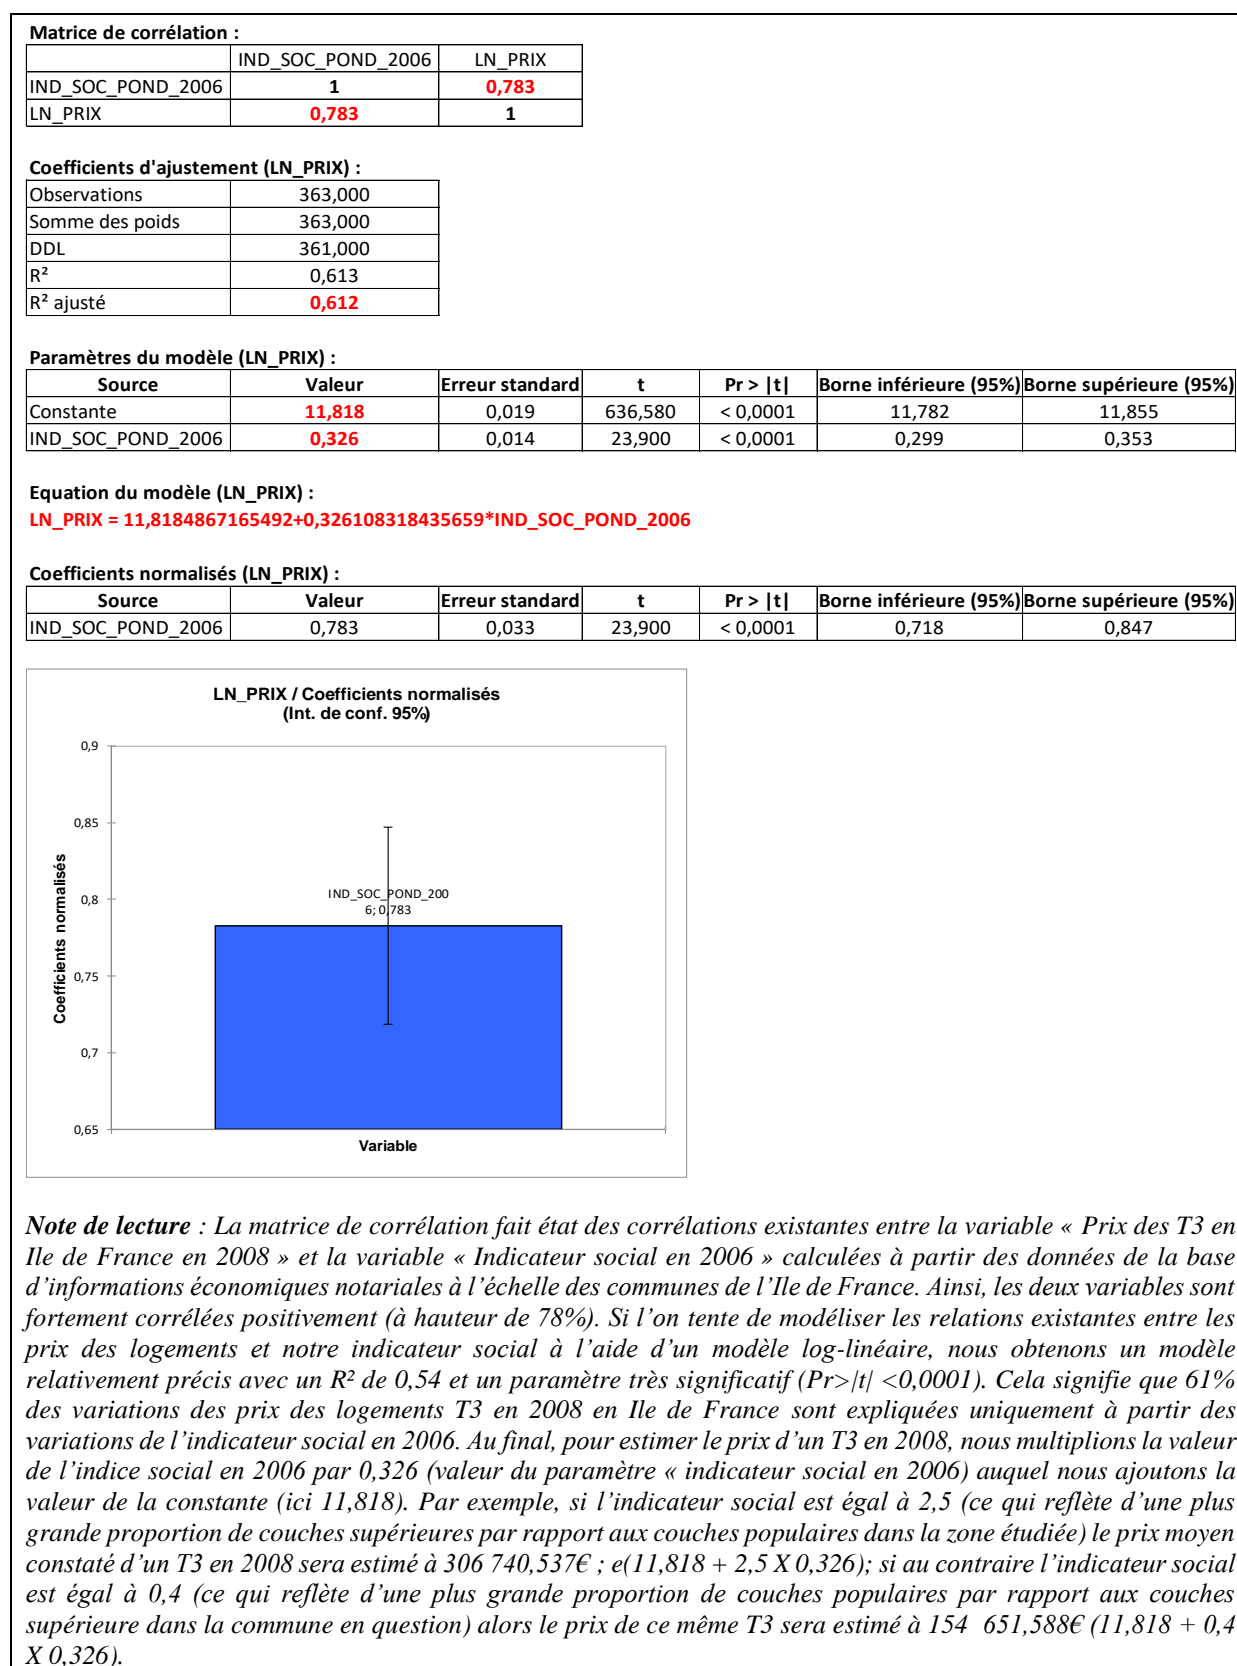 Matrice de corrélation :
IND_SOC_POND_2006 LN_PRIX
IND_SOC_POND_2006 1 0,783
LN_PRIX 0,783 1
Coefficients d'ajustement (LN_PRIX) :
Observations 363,000
Somme des poids 363,000
DDL 361,000
R² 0,613
R² ajusté 0,612
Paramètres du modèle (LN_PRIX) :
Source Valeur Erreur standard t Pr > |t| Borne inférieure (95%) Borne supérieure (95%)
Constante 11,818 0,019 636,580 < 0,0001 11,782 11,855
IND_SOC_POND_2006 0,326 0,014 23,900 < 0,0001 0,299 0,353
Equation du modèle (LN_PRIX) :
LN_PRIX = 11,8184867165492+0,326108318435659*IND_SOC_POND_2006
Coefficients normalisés (LN_PRIX) :
Source Valeur Erreur standard t Pr > |t| Borne inférieure (95%) Borne supérieure (95%)
IND_SOC_POND_2006 0,783 0,033 23,900 < 0,0001 0,718 0,847
LN_PRIX / Coefficients normalisés
(Int. de conf. 95%)
0,9
0,85
0,8
0,75
0,7
0,65
Coefficients normalisés
IND_SOC_POND_200
6; 0,783
Variable
Note de lecture : La matrice de corrélation fait état des corrélations existantes entre la variable « Prix des T3 en
Ile de France en 2008 » et la variable « Indicateur social en 2006 » calculées à partir des données de la base
d'informations économiques notariales à l'échelle des communes de l'Ile de France. Ainsi, les deux variables sont
fortement corrélées positivement (à hauteur de 78%). Si l'on tente de modéliser les relations existantes entre les
prix des logements et notre indicateur social à l'aide d'un modèle log-linéaire, nous obtenons un modèle
relativement précis avec un R² de 0,54 et un paramètre très significatif (Pr>|t| <0,0001). Cela signifie que 61%
des variations des prix des logements T3 en 2008 en Ile de France sont expliquées uniquement à partir des
variations de l'indicateur social en 2006. Au final, pour estimer le prix d'un T3 en 2008, nous multiplions la valeur
de l'indice social en 2006 par 0,326 (valeur du paramètre « indicateur social en 2006) auquel nous ajoutons la
valeur de la constante (ici 11,818). Par exemple, si l'indicateur social est égal à 2,5 (ce qui reflète d'une plus
grande proportion de couches supérieures par rapport aux couches populaires dans la zone étudiée) le prix moyen
constaté d'un T3 en 2008 sera estimé à 306 740,537€ ; e(11,818 + 2,5 X 0,326); si au contraire l'indicateur social
est égal à 0,4 (ce qui reflète d'une plus grande proportion de couches populaires par rapport aux couches
supérieure dans la commune en question) alors le prix de ce même T3 sera estimé à 154 651,588€ (11,818 + 0,4
X 0,326).